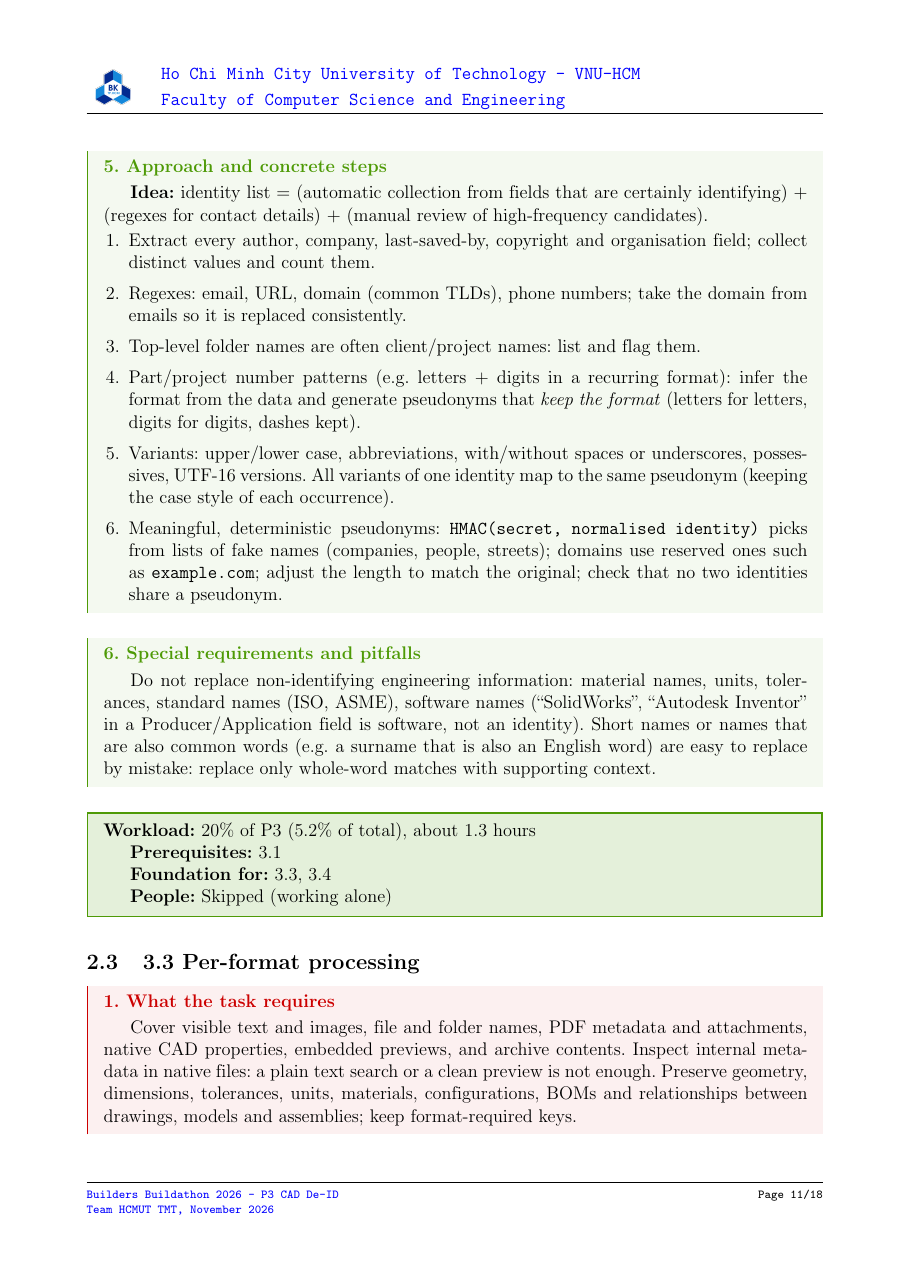 Ho Chi Minh City University of Technology - VNU-HCM
Faculty of Computer Science and Engineering
BK
5. Approach and concrete steps
Idea: identity list = (automatic collection from fields that are certainly identifying) +
(regexes for contact details) + (manual review of high-frequency candidates).
1. Extract every author, company, last-saved-by, copyright and organisation field; collect
distinct values and count them.
2. Regexes: email, URL, domain (common TLDs), phone numbers; take the domain from
emails so it is replaced consistently.
3. Top-level folder names are often client/project names: list and flag them.
4. Part/project number patterns (e.g. letters + digits in a recurring format): infer the
format from the data and generate pseudonyms that keep the format (letters for letters,
digits for digits, dashes kept).
5. Variants: upper/lower case, abbreviations, with/without spaces or underscores, posses-
sives, UTF-16 versions. All variants of one identity map to the same pseudonym (keeping
the case style of each occurrence).
6. Meaningful, deterministic pseudonyms: HMAC(secret, normalised identity) picks
from lists of fake names (companies, people, streets); domains use reserved ones such
as example.com; adjust the length to match the original; check that no two identities
share a pseudonym.
6. Special requirements and pitfalls
Do not replace non-identifying engineering information: material names, units, toler-
ances, standard names (ISO, ASME), software names (“SolidWorks”, “Autodesk Inventor”
in a Producer/Application field is software, not an identity). Short names or names that
are also common words (e.g. a surname that is also an English word) are easy to replace
by mistake: replace only whole-word matches with supporting context.
Workload: 20% of P3 (5.2% of total), about 1.3 hours
Prerequisites: 3.1
Foundation for: 3.3, 3.4
People: Skipped (working alone)
2.3 3.3 Per-format processing
1. What the task requires
Cover visible text and images, file and folder names, PDF metadata and attachments,
native CAD properties, embedded previews, and archive contents. Inspect internal meta-
data in native files: a plain text search or a clean preview is not enough. Preserve geometry,
dimensions, tolerances, units, materials, configurations, BOMs and relationships between
drawings, models and assemblies; keep format-required keys.
Builders Buildathon 2026 - P3 CAD De-ID
Team HCMUT TMT, November 2026
Page 11/18